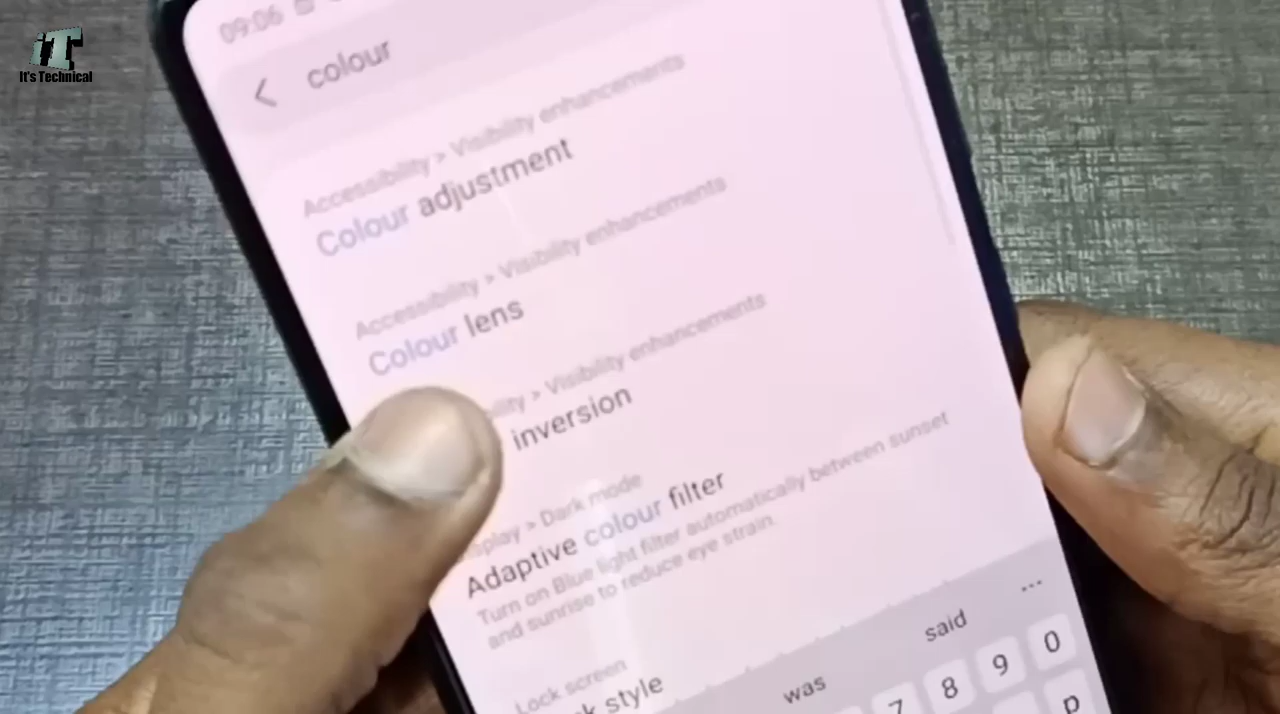 iT
It's Technical
09:06
colour
Accessibility > Visibility enhancements
Colour adjustment
Accessibility > Visibility enhancements
Colour lens
> Visibility enhancements
inversion
> Dark mode
Adaptive colour filter
Turn on Blue light filter automatically between sunset
and sunrise to reduce eye strain.
Lock screen
style
was said ...
7 8 9 0
p